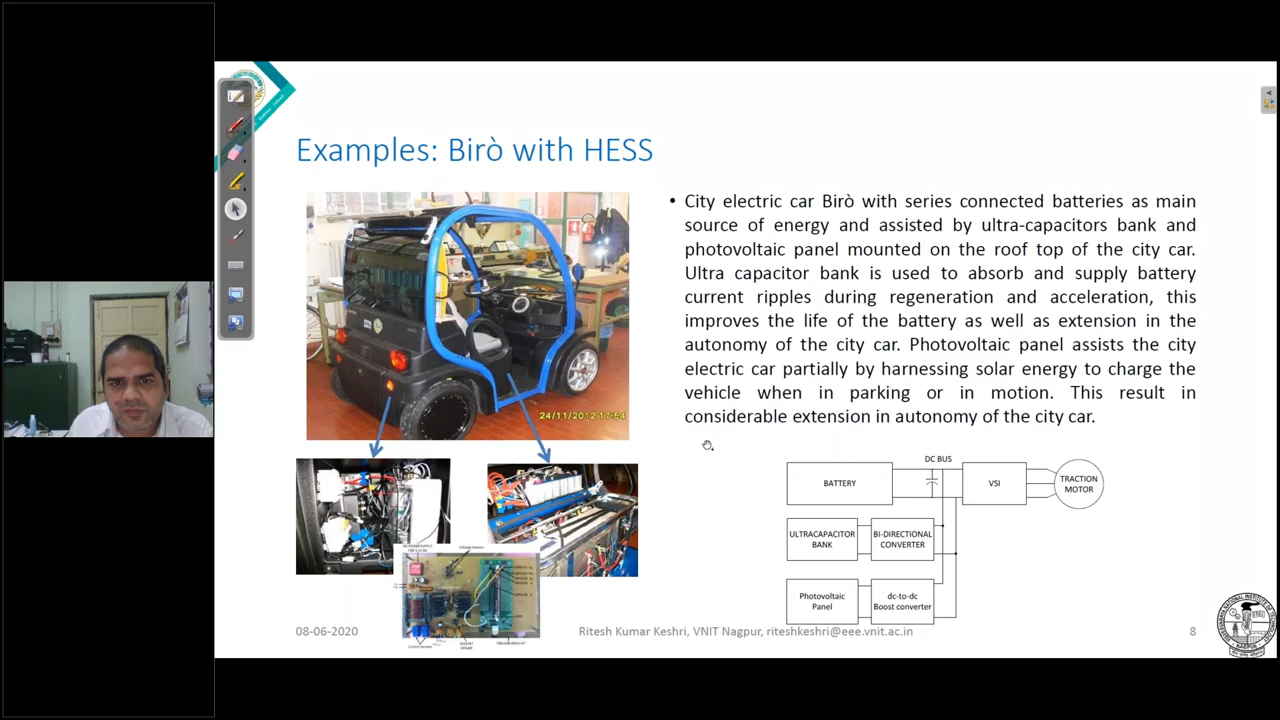 Examples: Birò with HESS
• City electric car Birò with series connected batteries as main
source of energy and assisted by ultra-capacitors bank and
photovoltaic panel mounted on the roof top of the city car.
Ultra capacitor bank is used to absorb and supply battery
current ripples during regeneration and acceleration, this
improves the life of the battery as well as extension in the
autonomy of the city car. Photovoltaic panel assists the city
electric car partially by harnessing solar energy to charge the
vehicle when in parking or in motion. This result in
considerable extension in autonomy of the city car.
24/11/2012 17:54
DC BUS
BATTERY
VSI
TRACTION
MOTOR
ULTRACAPACITOR
BANK
BI-DIRECTIONAL
CONVERTER
Photovoltaic
Panel
dc-to-dc
Boost converter
08-06-2020
Ritesh Kumar Keshri, VNIT Nagpur, riteshkeshri@eee.vnit.ac.in
8